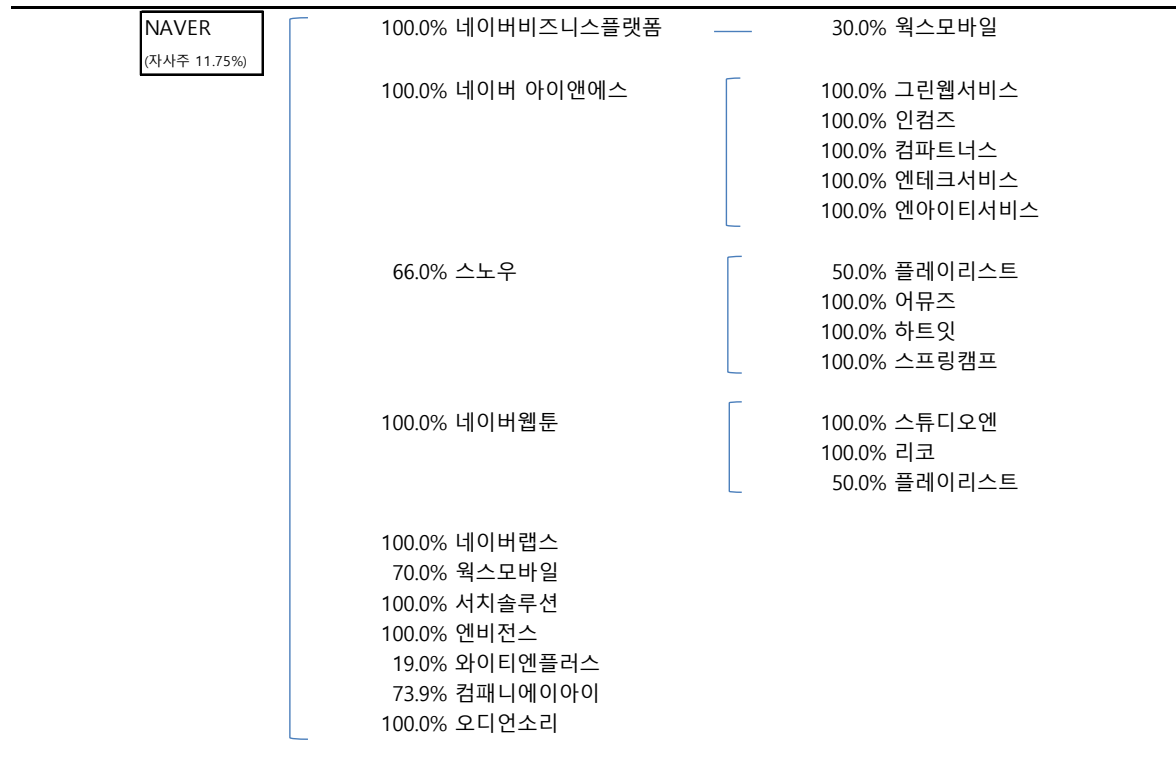 NAVER 100.0% 네이버비즈니스플랫폼 30.0% 웍스모바일
(자사주 11.75%)
100.0% 네이버 아이앤에스 100.0% 그린웹서비스
100.0% 인컴즈
100.0% 컴파트너스
100.0% 엔테크서비스
100.0% 엔아이티서비스
66.0% 스노우 50.0% 플레이리스트
100.0% 어뮤즈
100.0% 하트잇
100.0% 스프링캠프
100.0% 네이버웹툰 100.0% 스튜디오엔
100.0% 리코
50.0% 플레이리스트
100.0% 네이버랩스
70.0% 웍스모바일
100.0% 서치솔루션
100.0% 엔비전스
19.0% 와이티엔플러스
73.9% 컴패니에이아이
100.0% 오디언소리